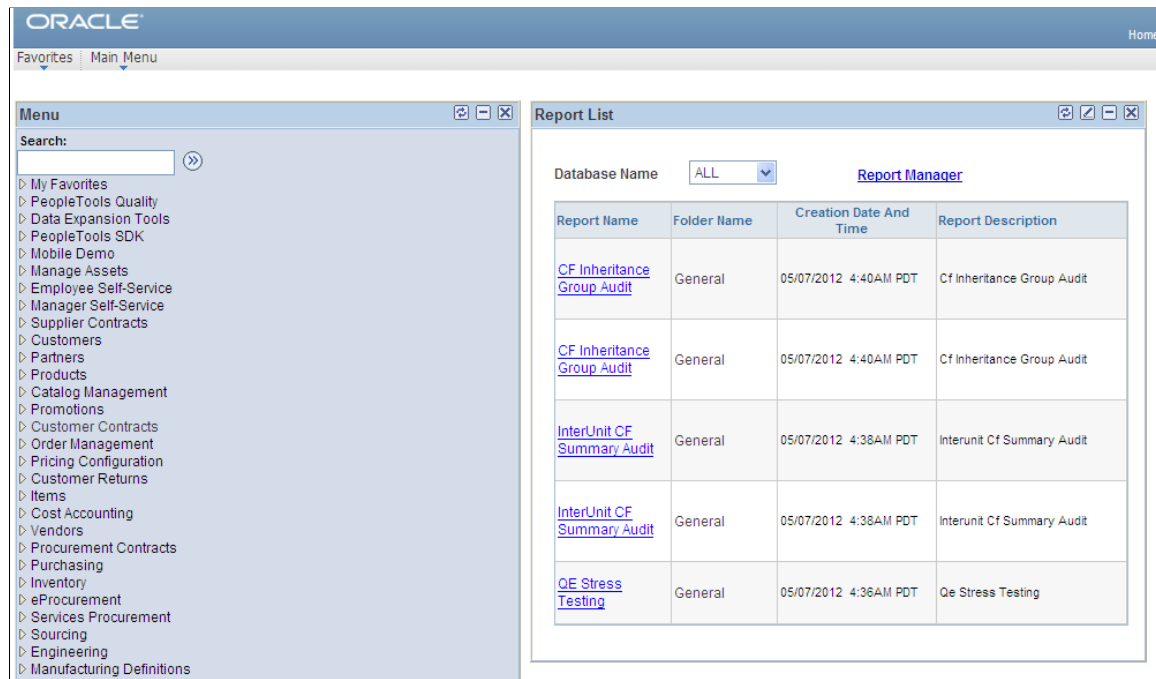 ORACLE
Home
Favorites Main Menu
Menu
Search:
My Favorites
PeopleTools Quality
Data Expansion Tools
PeopleTools SDK
Mobile Demo
Manage Assets
Employee Self-Service
Manager Self-Service
Supplier Contracts
Customers
Partners
Products
Catalog Management
Promotions
Customer Contracts
Order Management
Pricing Configuration
Customer Returns
Items
Cost Accounting
Vendors
Procurement Contracts
Purchasing
Inventory
eProcurement
Services Procurement
Sourcing
Engineering
Manufacturing Definitions
Report List
Database Name ALL Report Manager
Report Name Folder Name Creation Date And Time Report Description
CF Inheritance Group Audit General 05/07/2012 4:40AM PDT Cf Inheritance Group Audit
CF Inheritance Group Audit General 05/07/2012 4:40AM PDT Cf Inheritance Group Audit
InterUnit CF Summary Audit General 05/07/2012 4:38AM PDT Interunit Cf Summary Audit
InterUnit CF Summary Audit General 05/07/2012 4:38AM PDT Interunit Cf Summary Audit
QE Stress Testing General 05/07/2012 4:36AM PDT Qe Stress Testing